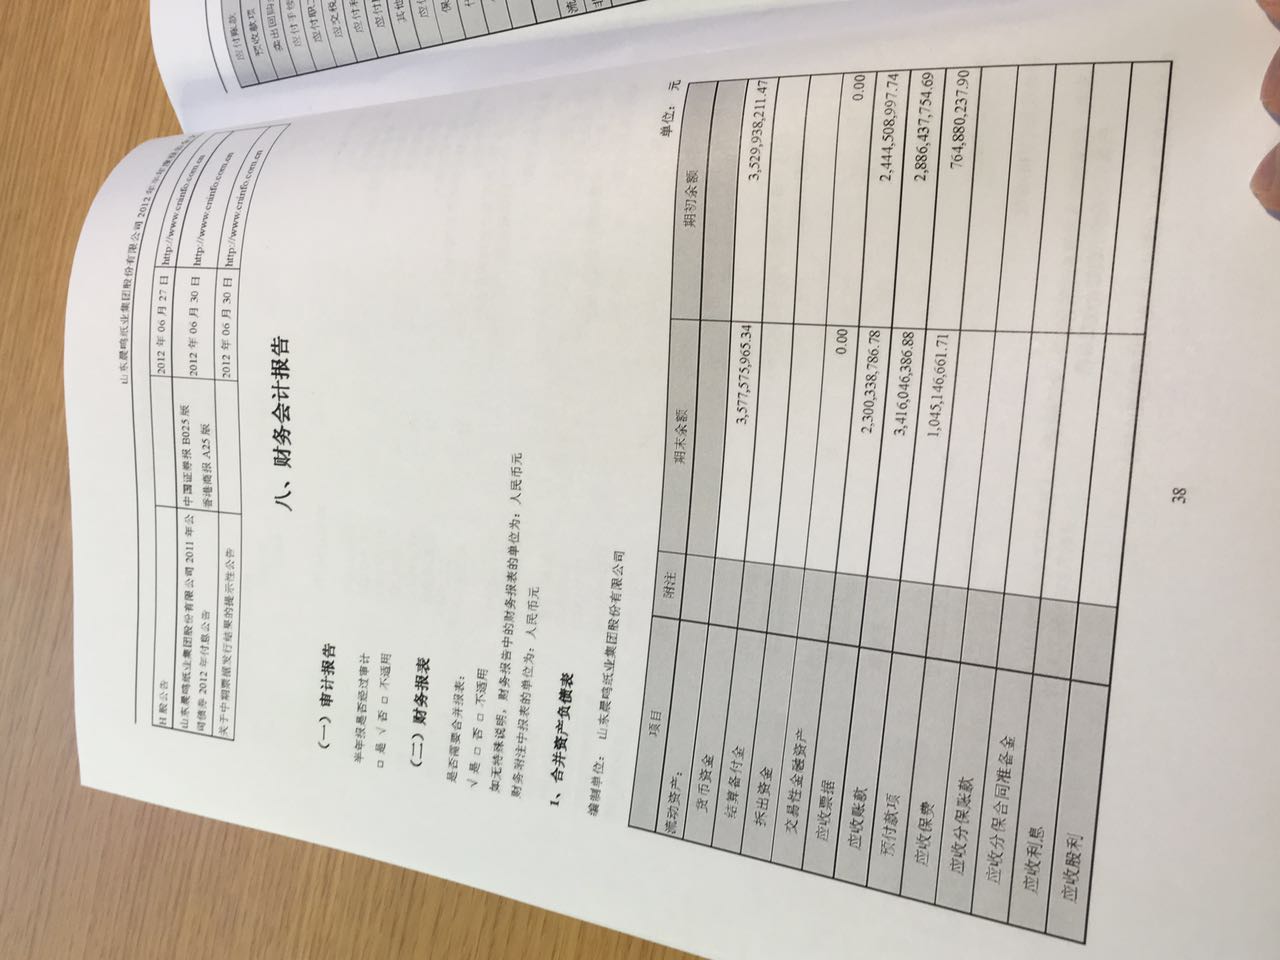 山东晨鸣纸业集团股份有限公司 2012 年半年度报告全
H 股公告 2012 年 06 月 27 日 http://www.cninfo.com.cn
山东晨鸣纸业集团股份有限公司 2011 年公 中国证券报 B025 版 2012 年 06 月 30 日 http://www.cninfo.com.cn
司债券 2012 年付息公告 香港商报 A25 版
关于中期票据发行结果的提示性公告 2012 年 06 月 30 日 http://www.cninfo.com.cn
八、财务会计报告
（一）审计报告
半年报是否经过审计
□ 是 √ 否 □ 不适用
（二）财务报表
是否需要合并报表：
√ 是 □ 否 □ 不适用
如无特殊说明，财务报告中的财务报表的单位为：人民币元
财务附注中报表的单位为：人民币元
1、合并资产负债表
编制单位： 山东晨鸣纸业集团股份有限公司 单位： 元
项目 附注 期末余额 期初余额
流动资产：
货币资金 3,577,575,965.34 3,529,938,211.47
结算备付金
拆出资金
交易性金融资产 0.00 0.00
应收票据 2,300,338,786.78 2,444,508,997.74
应收账款 3,416,046,386.88 2,886,437,754.69
预付款项 1,045,146,661.71 764,880,237.90
应收保费
应收分保账款
应收分保合同准备金
应收利息
应收股利
38
应付账款
预收款项
卖出回购
应付手续
应付职
应交税
应付利
应付
其他